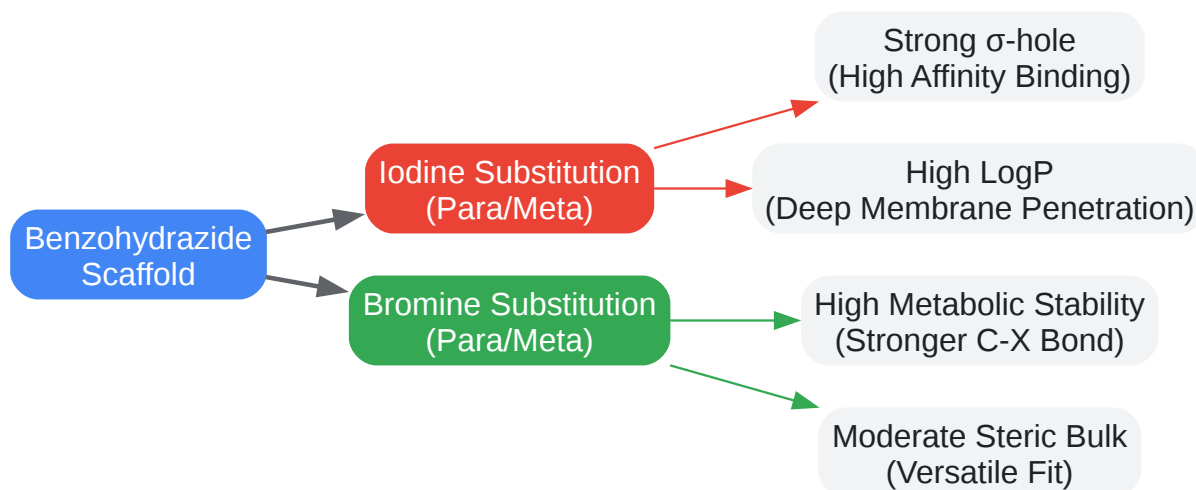 Benzohydrazide
Scaffold
Iodine Substitution
(Para/Meta)
Bromine Substitution
(Para/Meta)
Strong σ-hole
(High Affinity Binding)
High LogP
(Deep Membrane Penetration)
High Metabolic Stability
(Stronger C-X Bond)
Moderate Steric Bulk
(Versatile Fit)